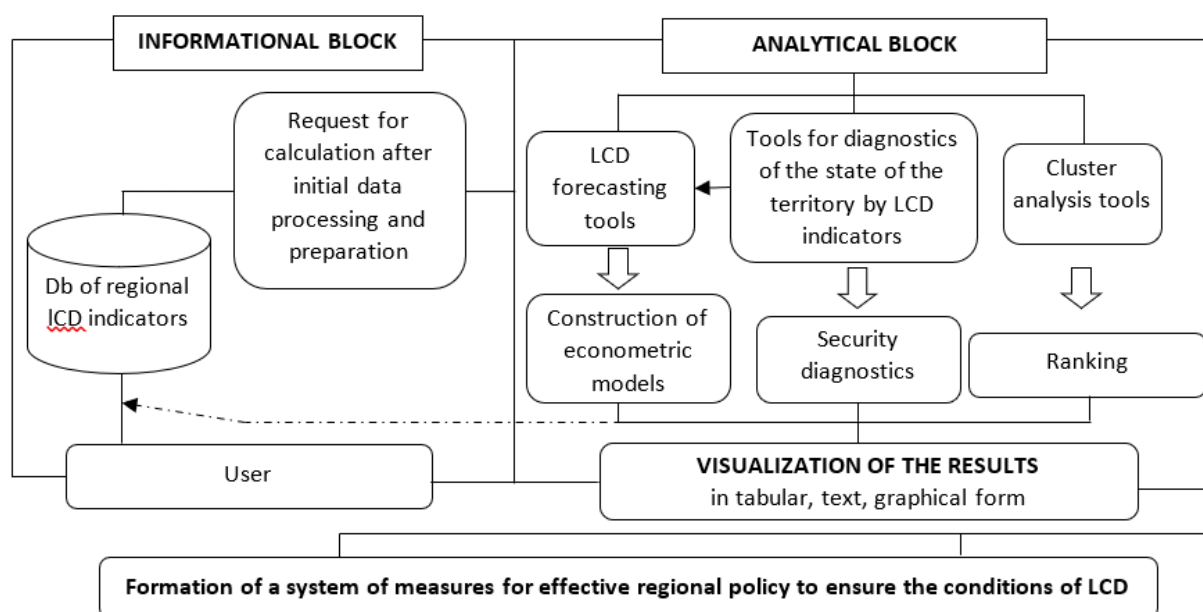 INFORMATIONAL BLOCK
ANALYTICAL BLOCK
Request for
calculation after
initial data
processing and
preparation
Db of regional
lCD indicators
User
LCD
forecasting
tools
Tools for diagnostics
of the state of the
territory by LCD
indicators
Cluster
analysis tools
Construction of
econometric
models
Security
diagnostics
Ranking
VISUALIZATION OF THE RESULTS
in tabular, text, graphical form
Formation of a system of measures for effective regional policy to ensure the conditions of LCD